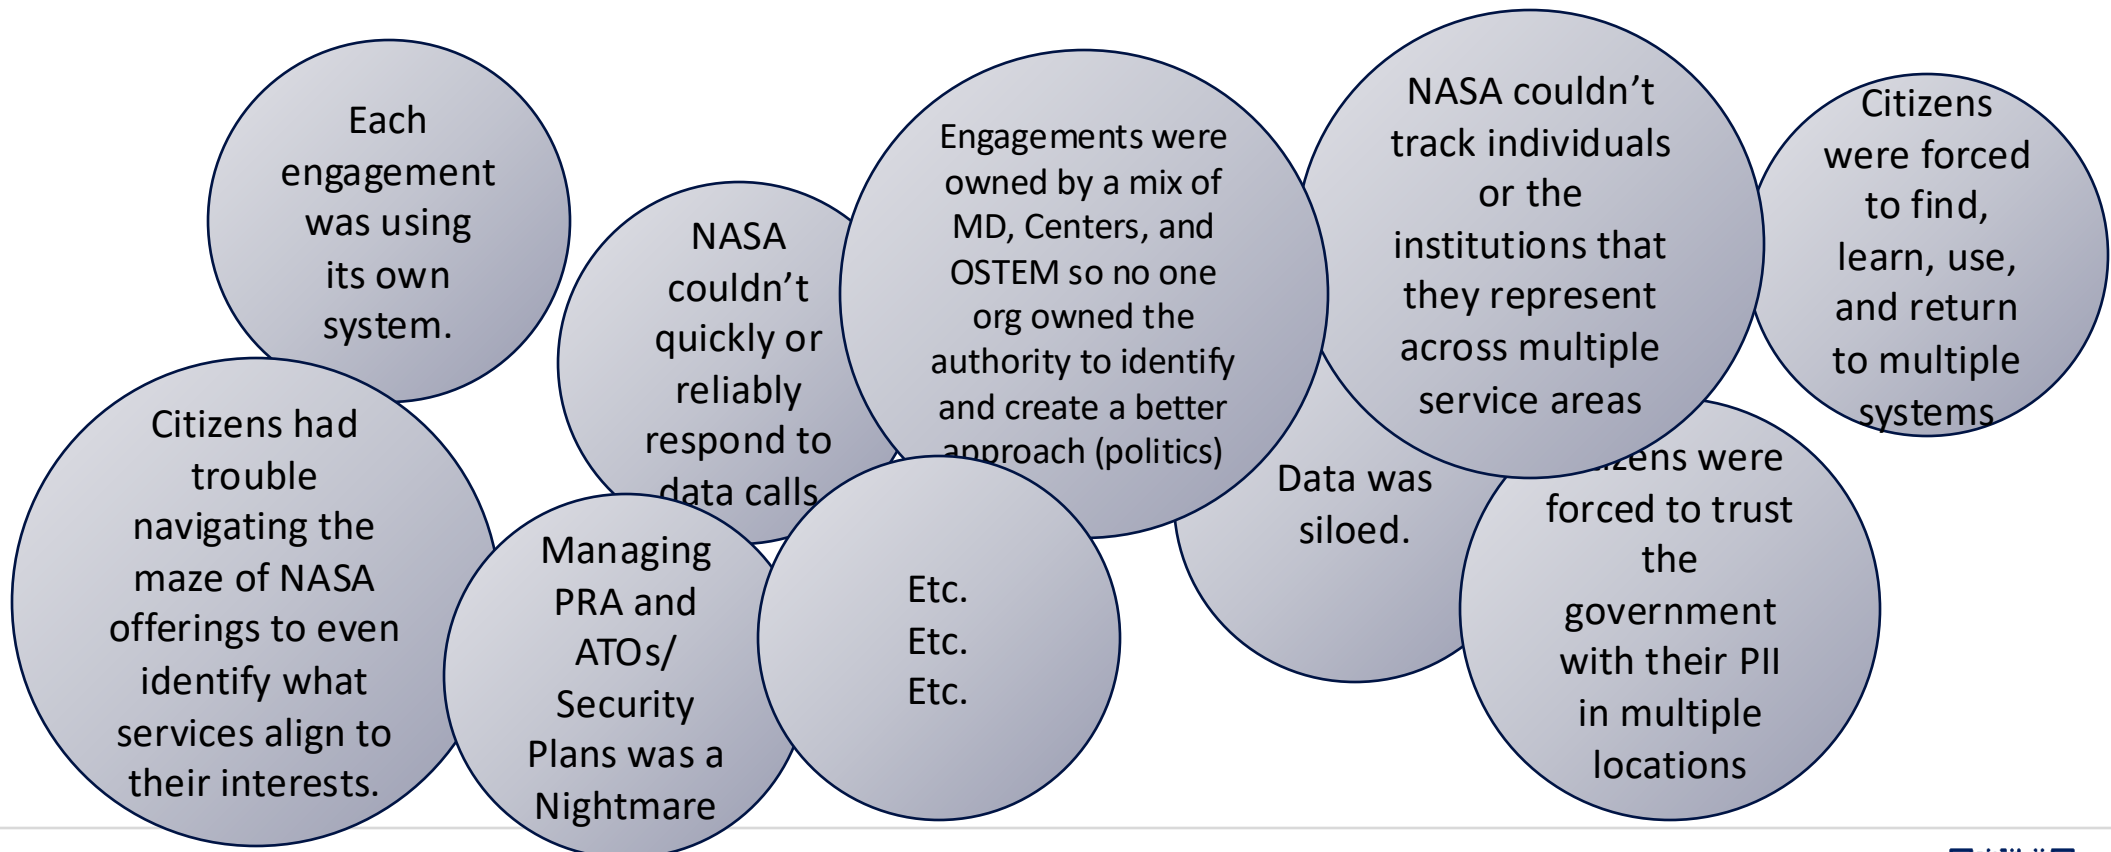 Each
engagement
was using
its own
system.
Citizens had
trouble
navigating the
maze of NASA
offerings to even
identify what
services align to
their interests.
NASA
couldn’t
quickly or
reliably
respond to
data calls
Managing
PRA and
ATOs/
Security
Plans was a
Nightmare
Engagements were
owned by a mix of
MD, Centers, and
OSTEM so no one
org owned the
authority to identify
and create a better
approach (politics)
Etc.
Etc.
Etc.
Data was
siloed.
NASA couldn’t
track individuals
or the
institutions that
they represent
across multiple
service areas
were
forced to trust
the
government
with their PII
in multiple
locations
Citizens
were forced
to find,
learn, use,
and return
to multiple
systems